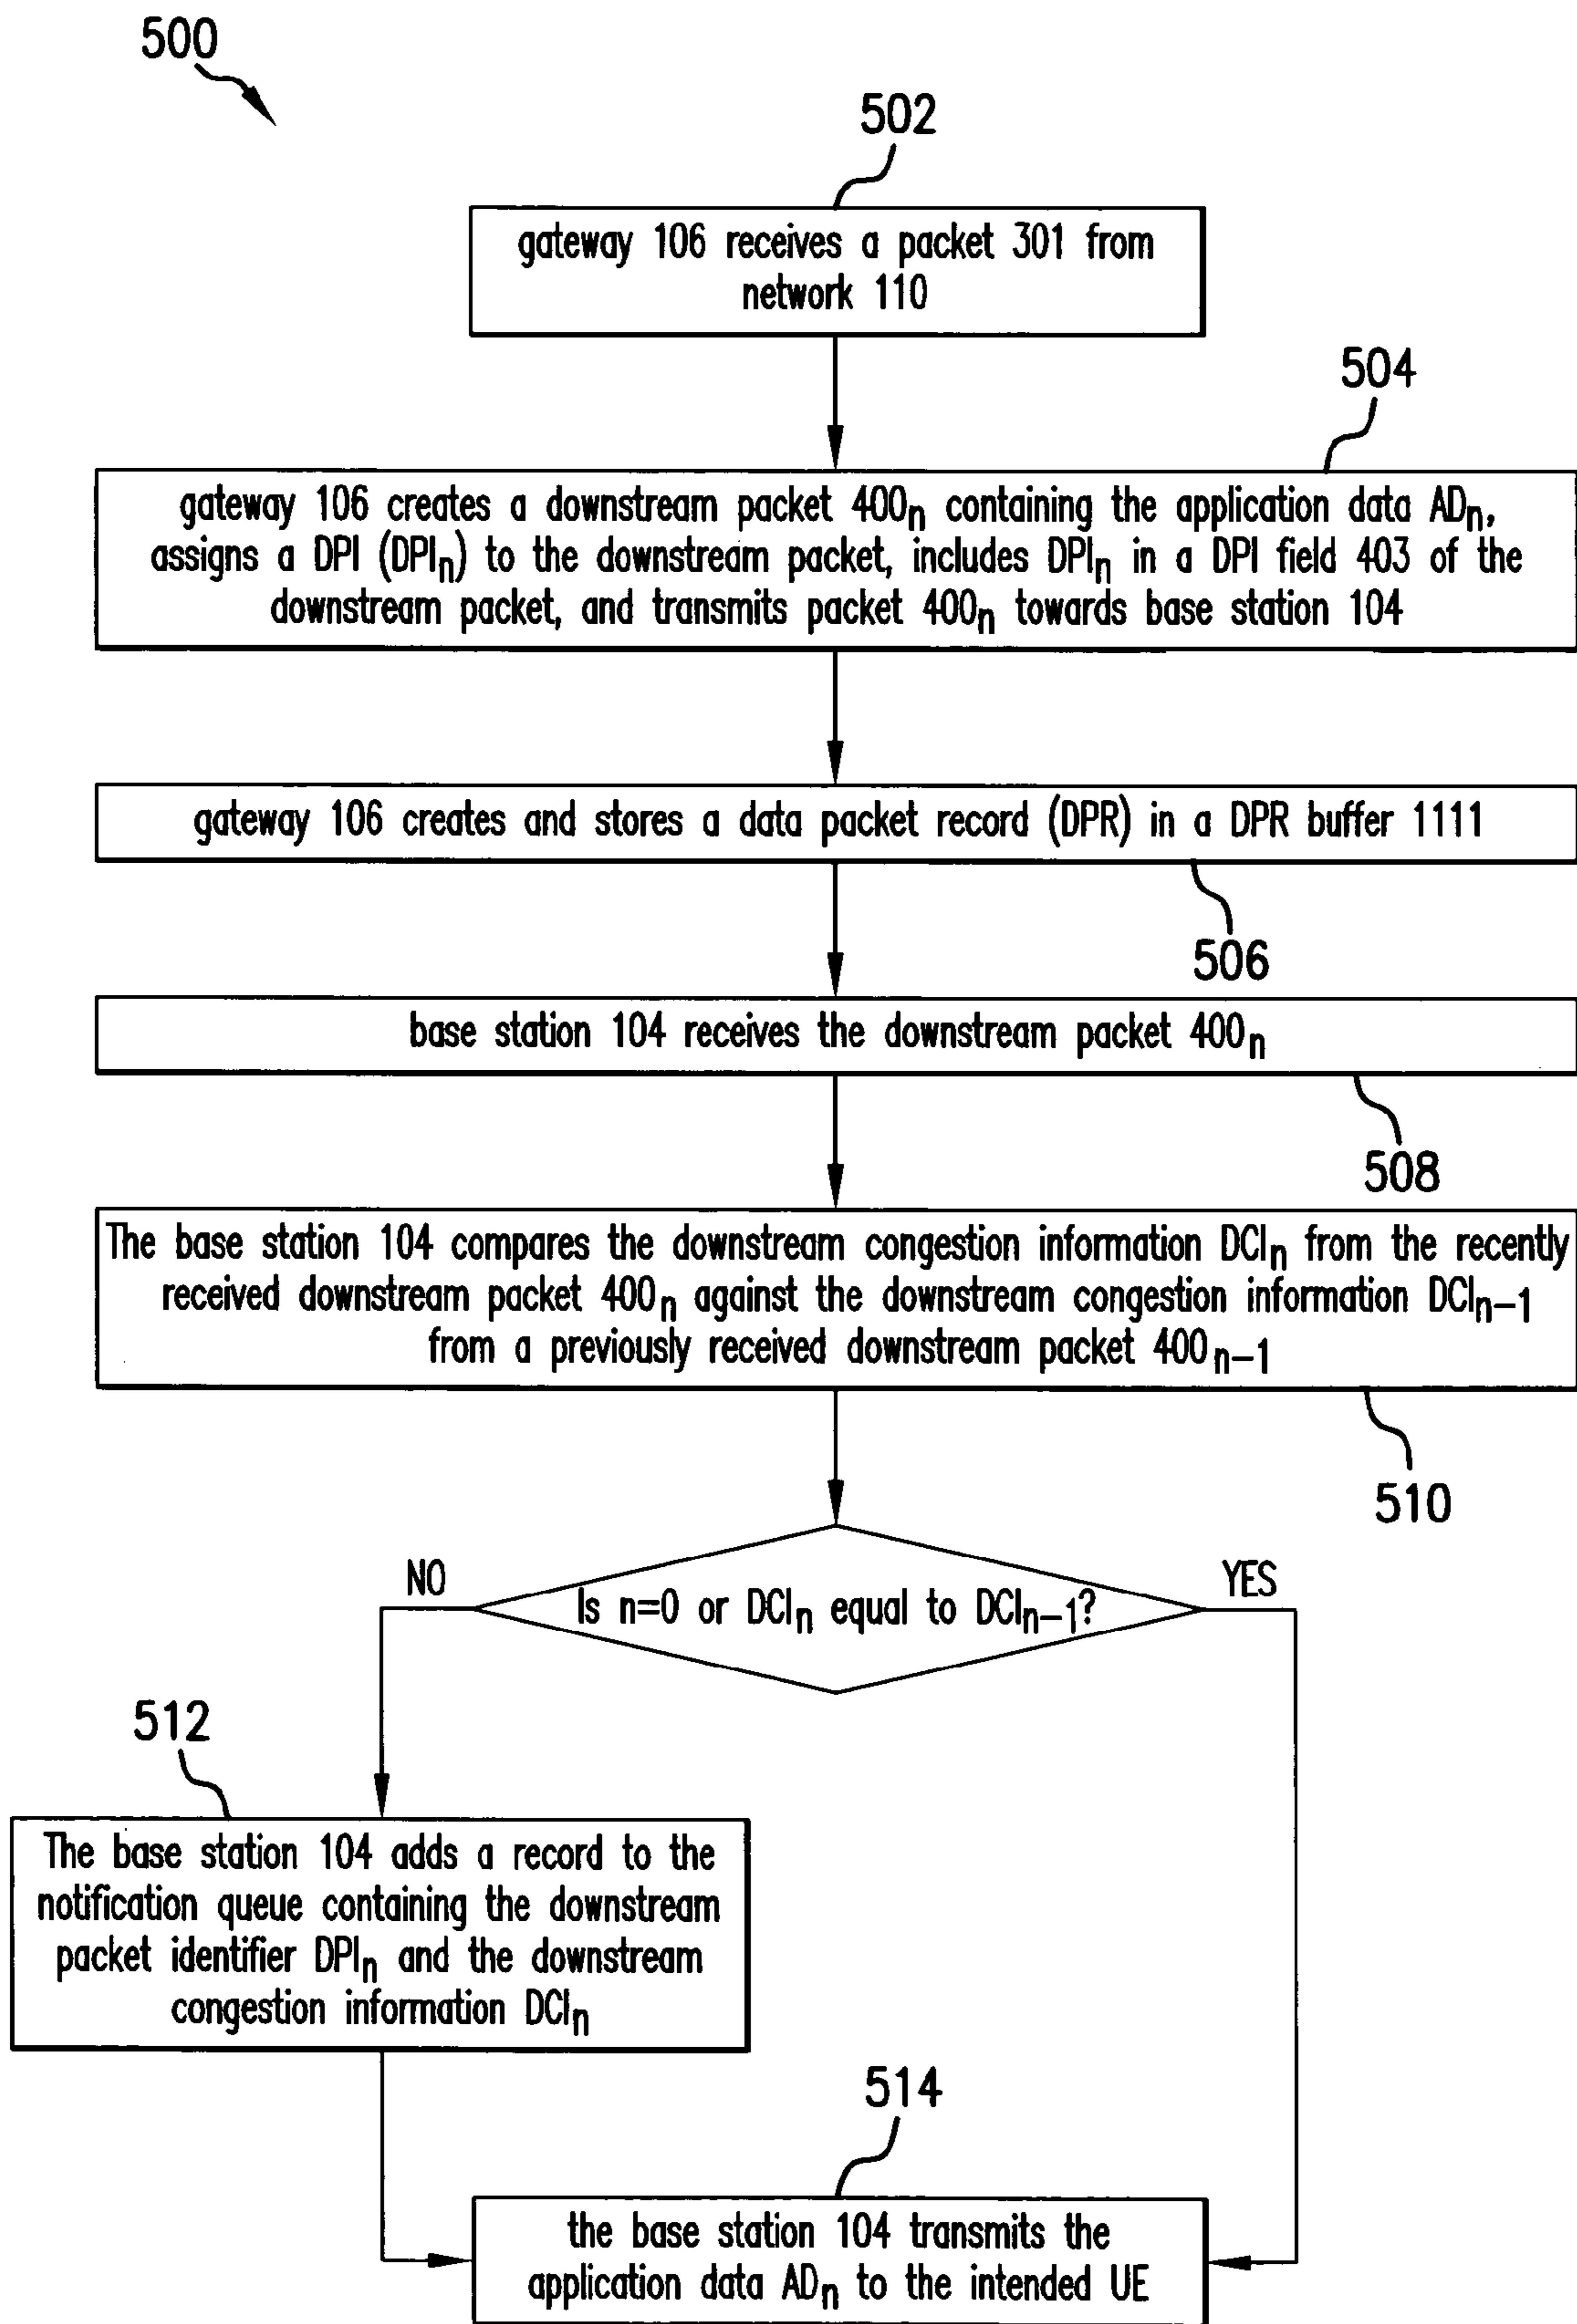 500
502
gateway 106 receives a packet 301 from
network 110
504
gateway 106 creates a downstream packet 400n containing the application data ADn,
assigns a DPI (DPIn) to the downstream packet, includes DPIn in a DPI field 403 of the
downstream packet, and transmits packet 400n towards base station 104
gateway 106 creates and stores a data packet record (DPR) in a DPR buffer 1111
506
base station 104 receives the downstream packet 400n
508
The base station 104 compares the downstream congestion information DCIn from the recently
received downstream packet 400n against the downstream congestion information DCIn-1
from a previously received downstream packet 400n-1
510
NO
YES
Is n=0 or DCIn equal to DCIn-1?
512
The base station 104 adds a record to the
notification queue containing the downstream
packet identifier DPIn and the downstream
congestion information DCIn
514
the base station 104 transmits the
application data ADn to the intended UE